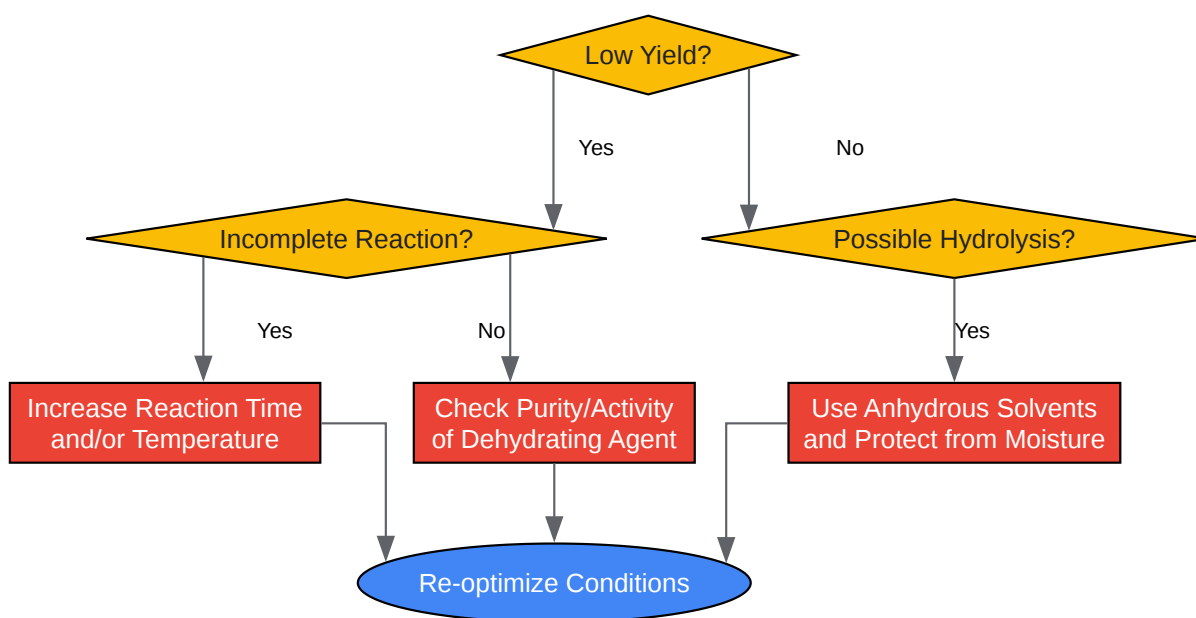 Low Yield?
Yes
No
Incomplete Reaction?
Possible Hydrolysis?
Yes
No
Yes
Increase Reaction Time
and/or Temperature
Check Purity/Activity
of Dehydrating Agent
Use Anhydrous Solvents
and Protect from Moisture
Re-optimize Conditions